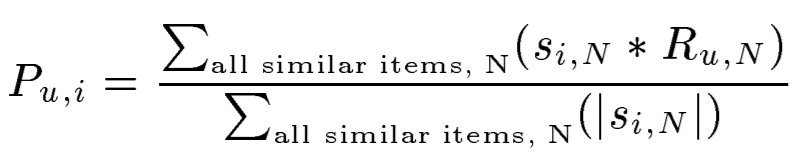 P_{u,i} = \frac{\sum_{\text{all similar items, N}}(s_{i,N} * R_{u,N})}{\sum_{\text{all similar items, N}}(|s_{i,N}|)}